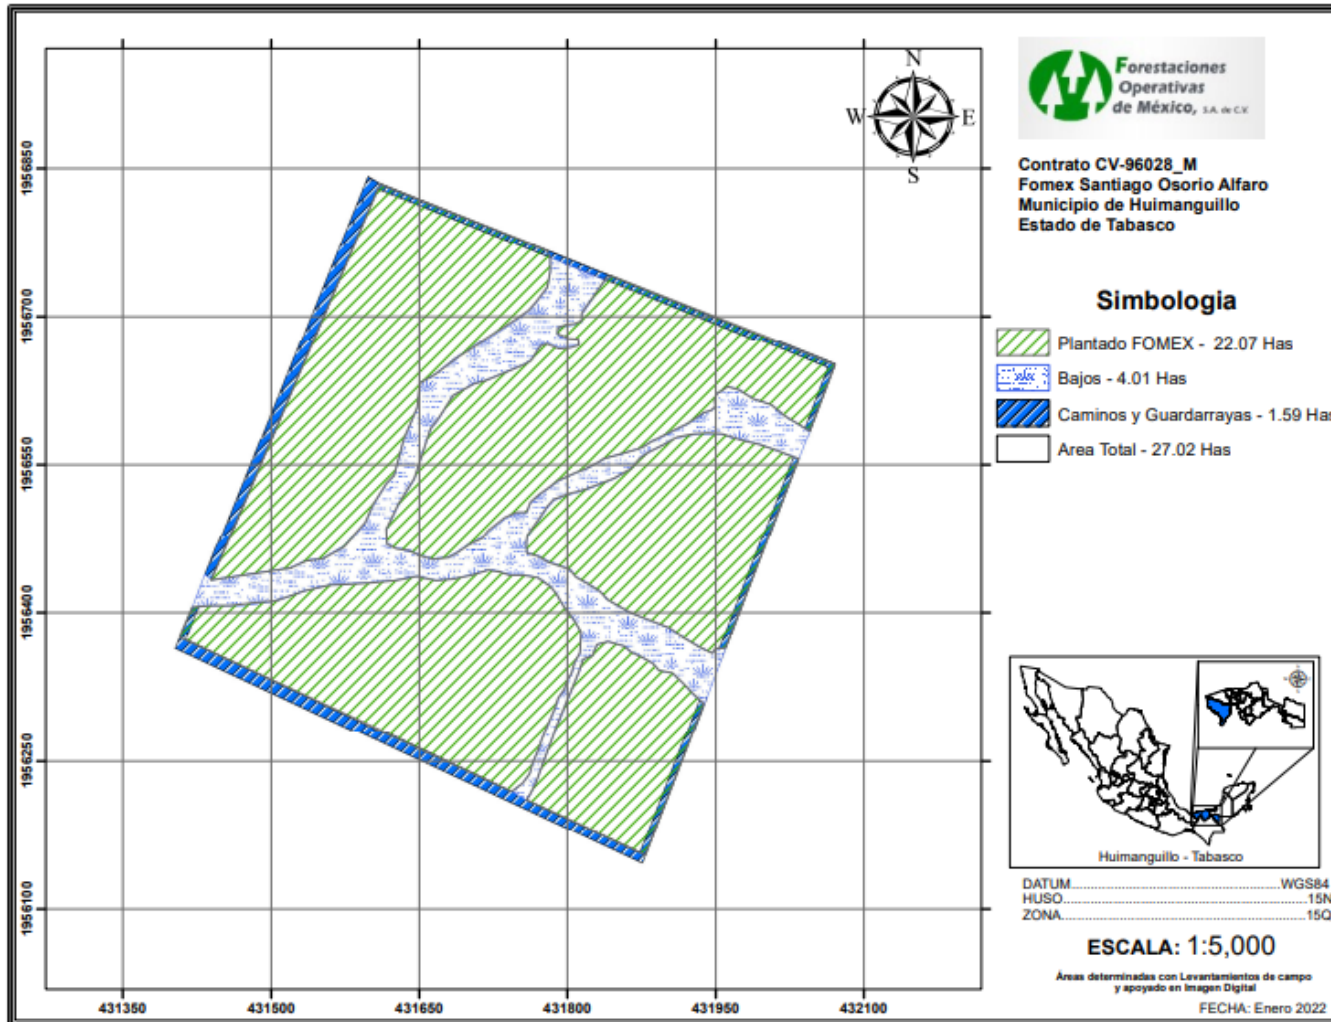 N
W E
S
1956850
1956700
1956550
1956400
1956250
1956100
431350 431500 431650 431800 431950 432100
Forestaciones
Operativas
de México, S.A. de C.V.
Contrato CV-96028_M
Fomex Santiago Osorio Alfaro
Municipio de Huimanguillo
Estado de Tabasco
Simbologia
Plantado FOMEX - 22.07 Has
Bajos - 4.01 Has
Caminos y Guardarrayas - 1.59 Has
Area Total - 27.02 Has
Huimanguillo - Tabasco
DATUM........................................................WGS84
HUSO...............................................................15N
ZONA...............................................................15Q
ESCALA: 1:5,000
Áreas determinadas con Levantamientos de campo
y apoyado en Imagen Digital
FECHA: Enero 2022